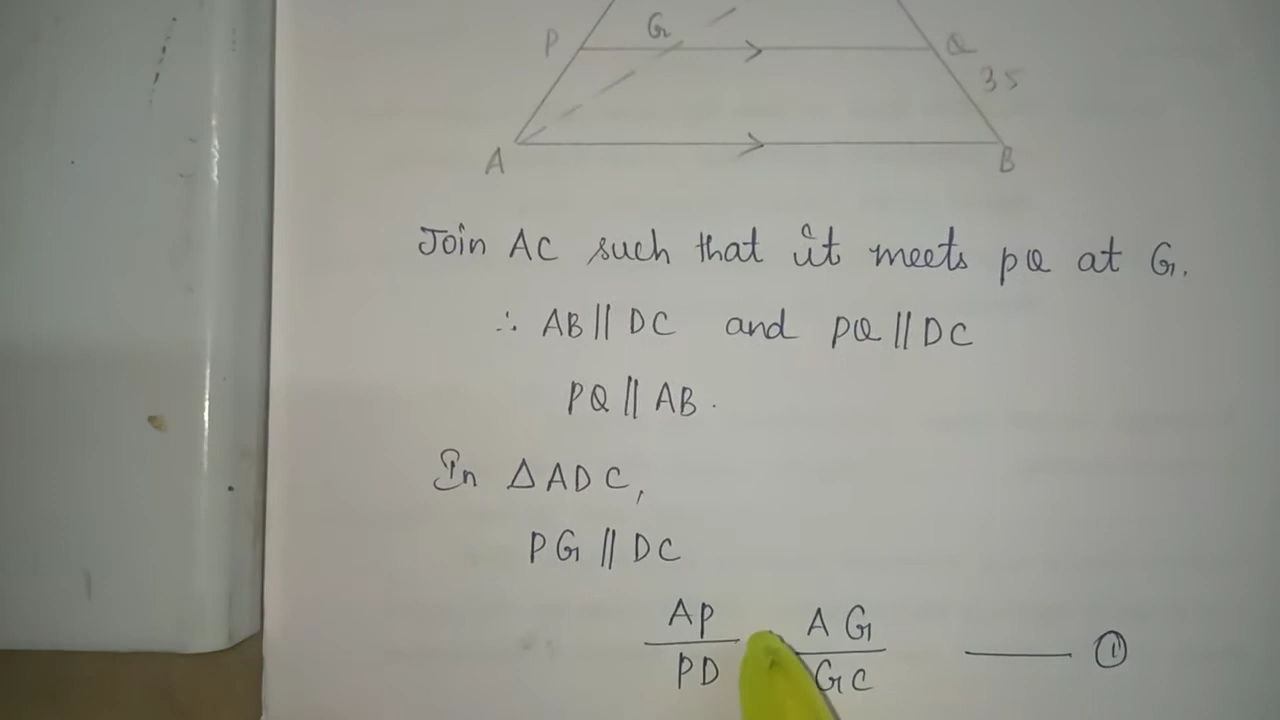 P G Q
35
A B
Join AC such that it meets PQ at G.
∴ AB || DC and PQ || DC
PQ || AB.
In △ADC,
PG || DC
AP AG ——— ①
PD GC